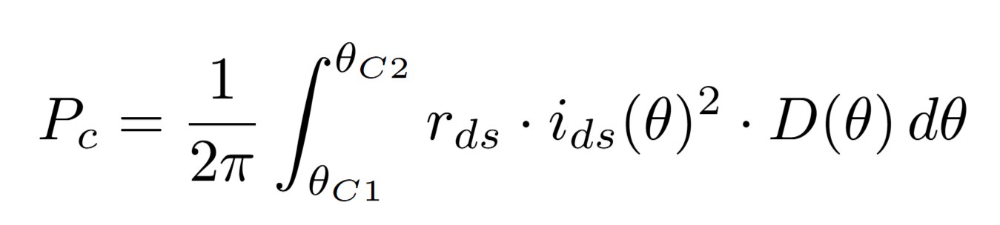 P_c = \frac{1}{2\pi} \int_{\theta_{C1}}^{\theta_{C2}} r_{ds} \cdot i_{ds}(\theta)^2 \cdot D(\theta) \, d\theta